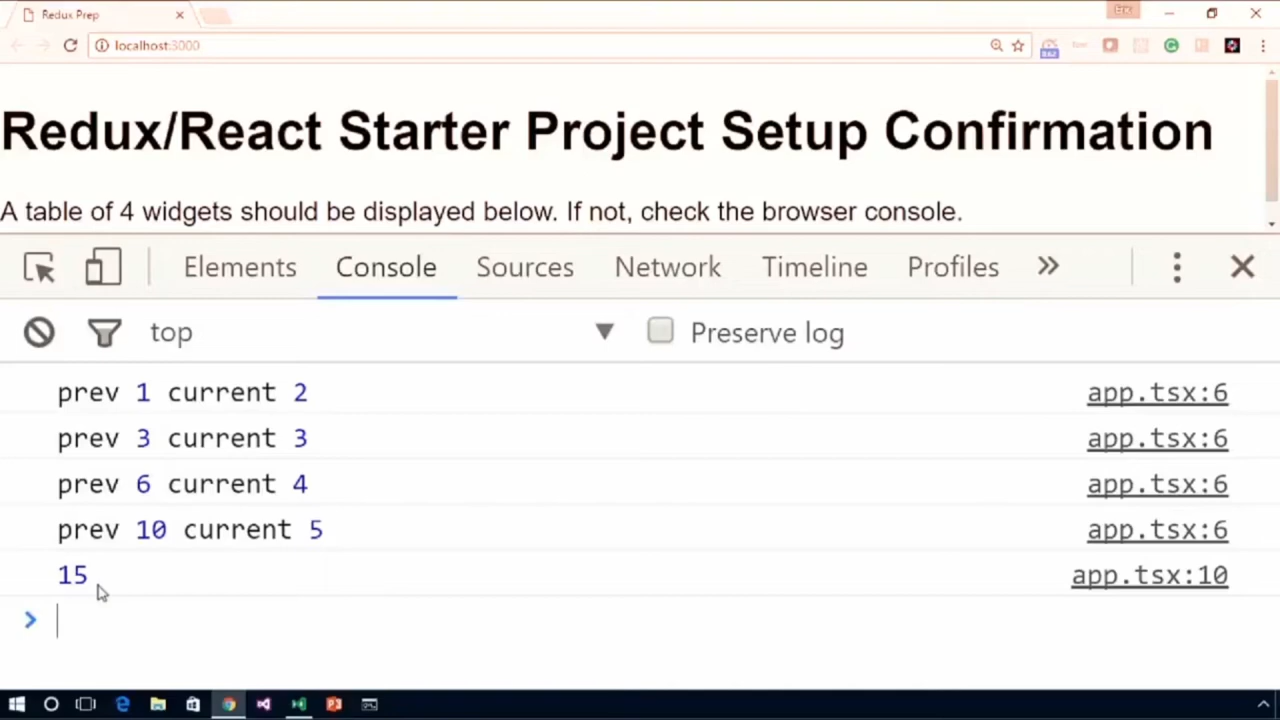 Redux Prep
Eric
localhost:3000
Redux/React Starter Project Setup Confirmation
A table of 4 widgets should be displayed below. If not, check the browser console.
Elements Console Sources Network Timeline Profiles »
top Preserve log
prev 1 current 2 app.tsx:6
prev 3 current 3 app.tsx:6
prev 6 current 4 app.tsx:6
prev 10 current 5 app.tsx:6
15 app.tsx:10